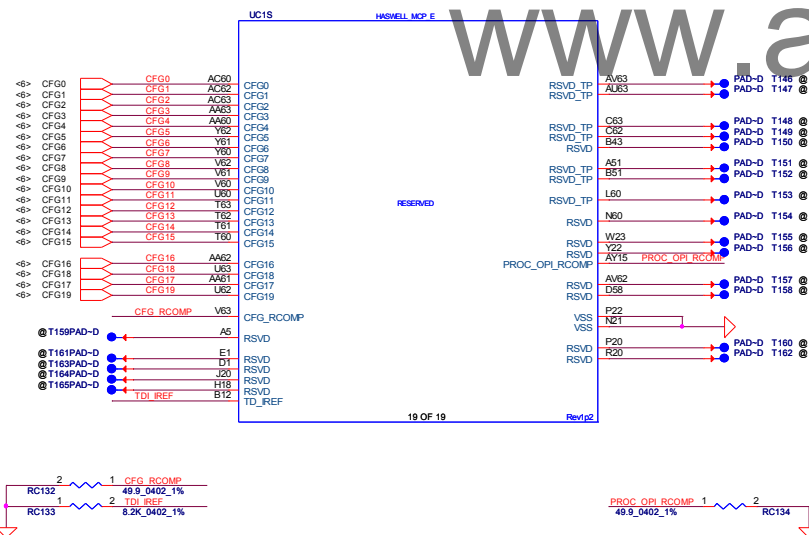 www.a
UC1S HASWELL_MCP_E
<6> CFG0 CFG0 AC60 CFG0
<6> CFG1 CFG1 AC62 CFG1
<6> CFG2 CFG2 AC63 CFG2
<6> CFG3 CFG3 AA63 CFG3
<6> CFG4 CFG4 AA60 CFG4
<6> CFG5 CFG5 Y62 CFG5
<6> CFG6 CFG6 Y61 CFG6
<6> CFG7 CFG7 Y60 CFG7
<6> CFG8 CFG8 V62 CFG8
<6> CFG9 CFG9 V61 CFG9
<6> CFG10 CFG10 V60 CFG10
<6> CFG11 CFG11 U60 CFG11
<6> CFG12 CFG12 T63 CFG12
<6> CFG13 CFG13 T62 CFG13
<6> CFG14 CFG14 T61 CFG14
<6> CFG15 CFG15 T60 CFG15
<6> CFG16 CFG16 AA62 CFG16
<6> CFG18 CFG18 U63 CFG18
<6> CFG17 CFG17 AA61 CFG17
<6> CFG19 CFG19 U62 CFG19
CFG_RCOMP V63 CFG_RCOMP
@T159PAD~D A5 RSVD
@T161PAD~D E1 RSVD
@T163PAD~D D1 RSVD
@T164PAD~D J20 RSVD
@T165PAD~D H18 RSVD
TDI_IREF B12 TD_IREF
RESERVED
RSVD_TP AV63 PAD~D T146 @
RSVD_TP AU63 PAD~D T147 @
RSVD_TP C63 PAD~D T148 @
RSVD_TP C62 PAD~D T149 @
RSVD B43 PAD~D T150 @
RSVD_TP A51 PAD~D T151 @
RSVD_TP B51 PAD~D T152 @
RSVD_TP L60 PAD~D T153 @
RSVD N60 PAD~D T154 @
RSVD W23 PAD~D T155 @
RSVD Y22 PAD~D T156 @
PROC_OPI_RCOMP AY15 PROC_OPI_RCOMP
RSVD AV62 PAD~D T157 @
RSVD D58 PAD~D T158 @
VSS P22
VSS N21
RSVD P20 PAD~D T160 @
RSVD R20 PAD~D T162 @
19 OF 19 Rev1p2
2 1 CFG_RCOMP
RC132 49.9_0402_1%
1 2 TDI_IREF
RC133 8.2K_0402_1%
PROC_OPI_RCOMP 1 2
49.9_0402_1% RC134